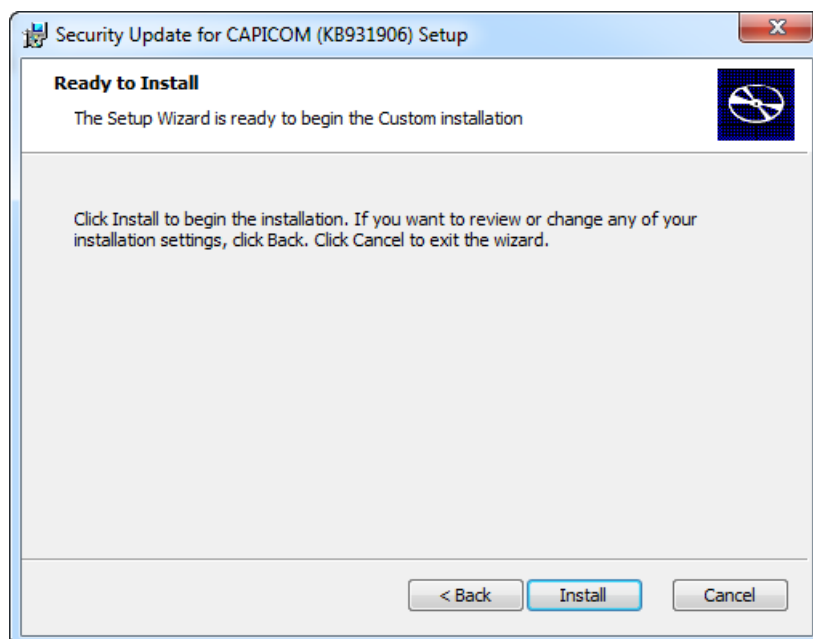 Security Update for CAPICOM (KB931906) Setup
Ready to Install
The Setup Wizard is ready to begin the Custom installation
Click Install to begin the installation. If you want to review or change any of your
installation settings, click Back. Click Cancel to exit the wizard.
< Back
Install
Cancel